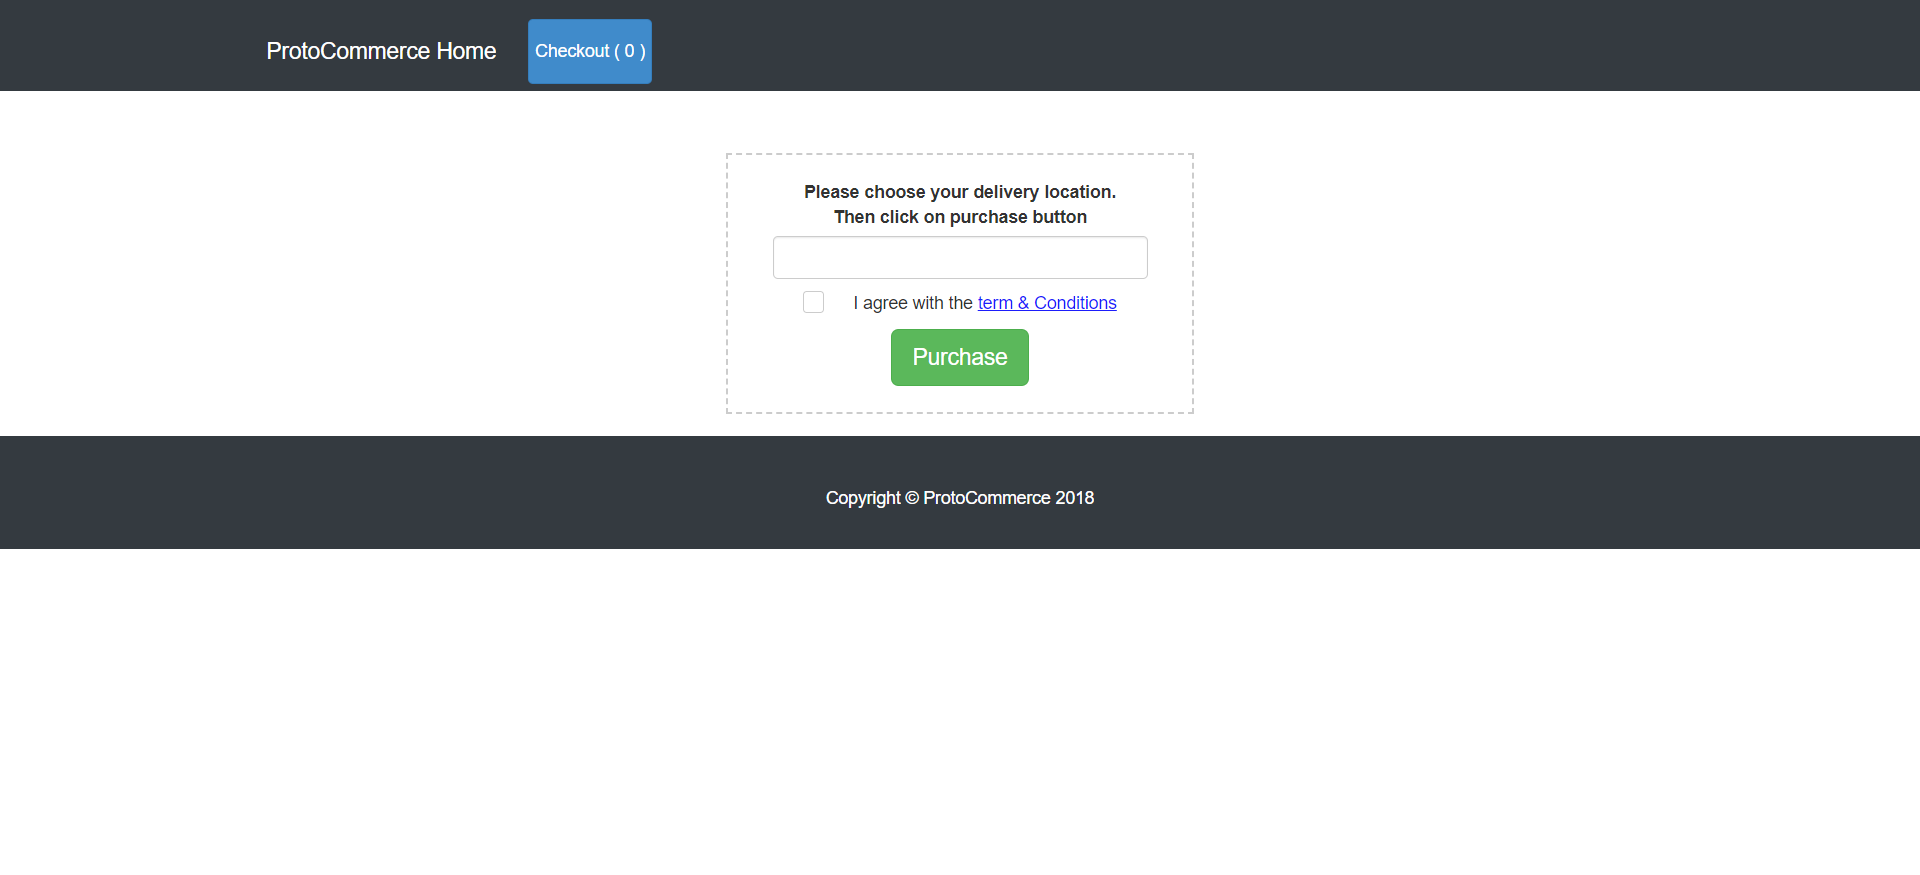 ProtoCommerce Home
Checkout ( 0 )
Please choose your delivery location.
Then click on purchase button
I agree with the term & Conditions
Purchase
Copyright © ProtoCommerce 2018